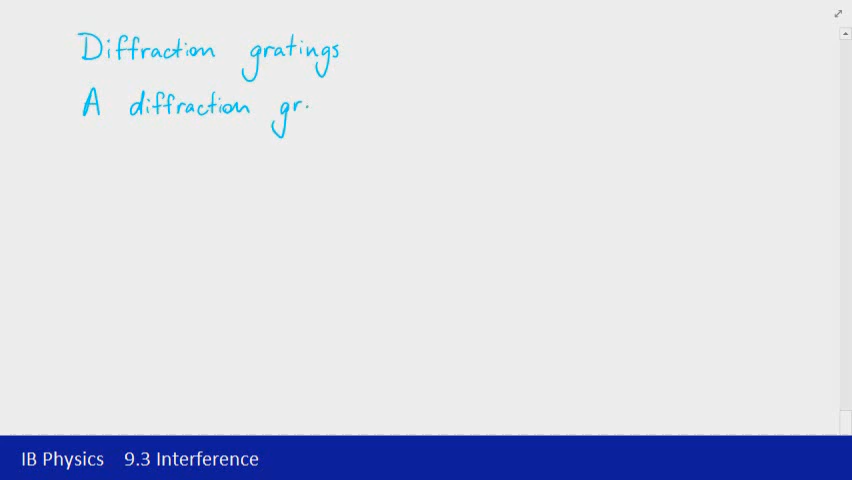 Diffraction gratings
A diffraction gr
IB Physics 9.3 Interference